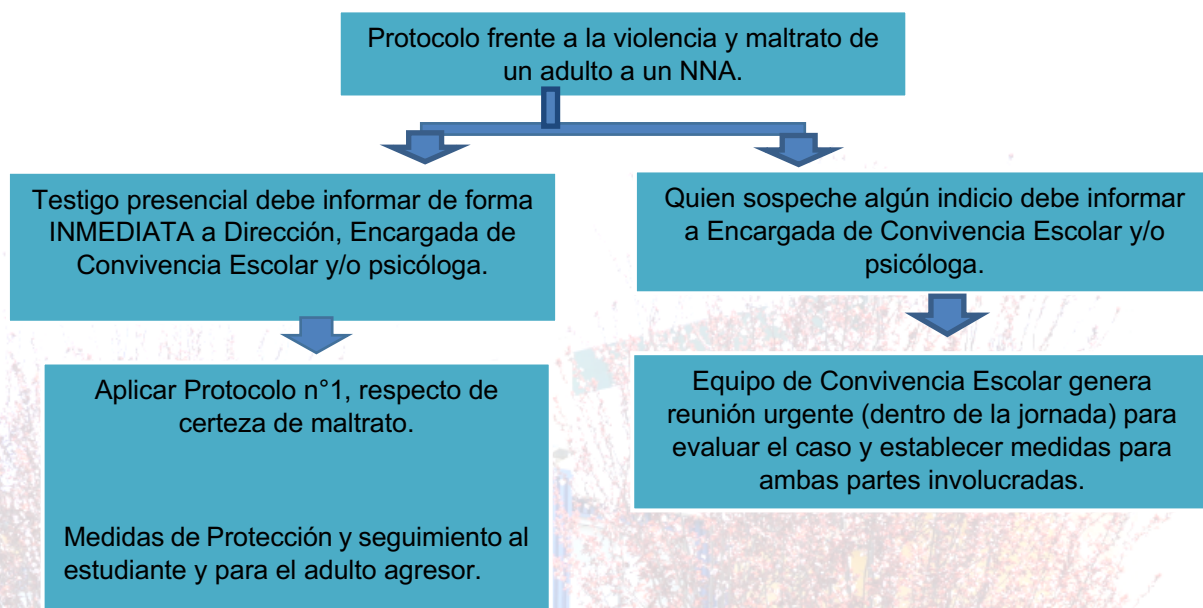 Protocolo frente a la violencia y maltrato de
un adulto a un NNA.
Testigo presencial debe informar de forma
INMEDIATA a Dirección, Encargada de
Convivencia Escolar y/o psicóloga.
Quien sospeche algún indicio debe informar
a Encargada de Convivencia Escolar y/o
psicóloga.
Aplicar Protocolo n°1, respecto de
certeza de maltrato.
Medidas de Protección y seguimiento al
estudiante y para el adulto agresor.
Equipo de Convivencia Escolar genera
reunión urgente (dentro de la jornada) para
evaluar el caso y establecer medidas para
ambas partes involucradas.